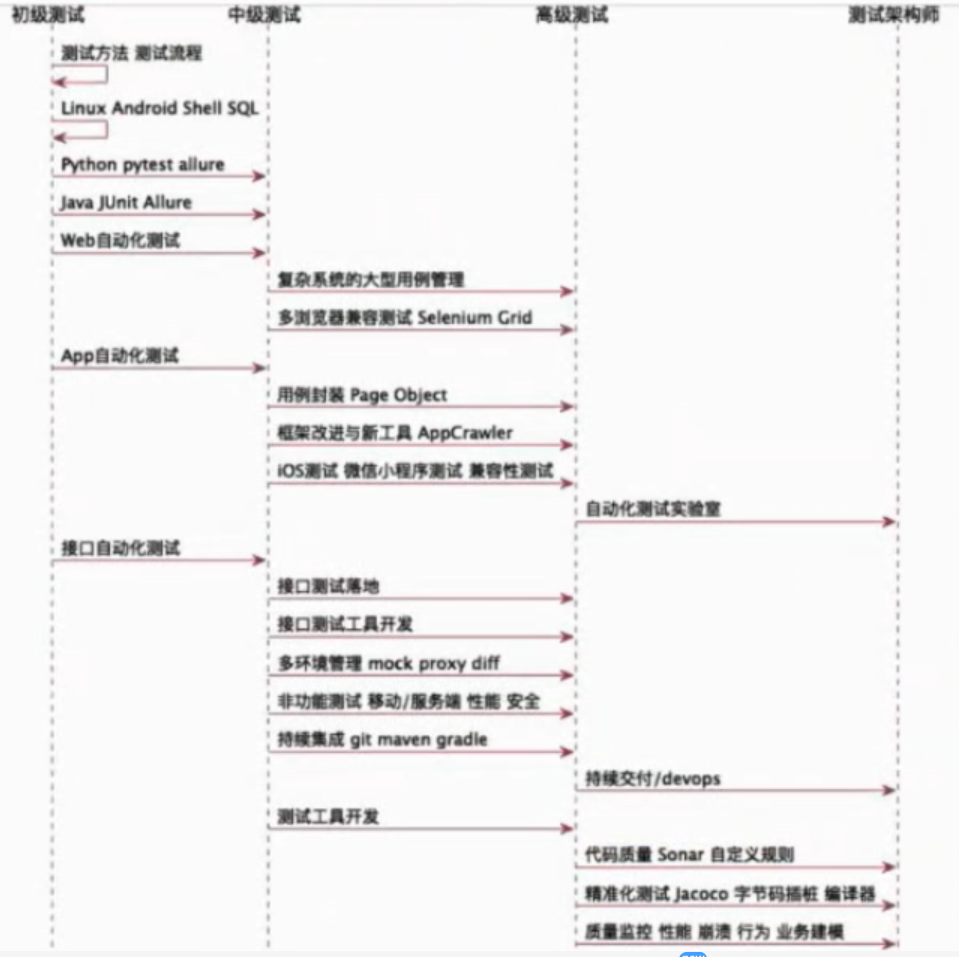 初级测试 中级测试 高级测试 测试架构师
测试方法 测试流程
Linux Android Shell SQL
Python pytest allure
Java JUnit Allure
Web自动化测试
复杂系统的大型用例管理
多浏览器兼容测试 Selenium Grid
App自动化测试
用例封装 Page Object
框架改进与新工具 AppCrawler
iOS测试 微信小程序测试 兼容性测试
自动化测试实验室
接口自动化测试
接口测试落地
接口测试工具开发
多环境管理 mock proxy diff
非功能测试 移动/服务端 性能 安全
持续集成 git maven gradle
持续交付/devops
测试工具开发
代码质量 Sonar 自定义规则
精准化测试 Jacoco 字节码插桩 编译器
质量监控 性能 崩溃 行为 业务建模